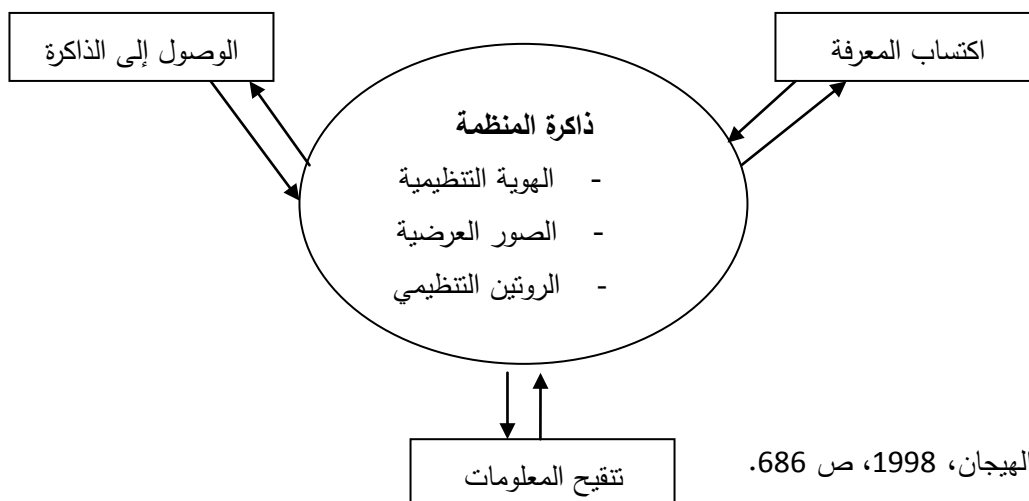 اكتساب المعرفة
الوصول إلى الذاكرة
ذاكرة المنظمة
- الهوية التنظيمية
- الصور العرضية
- الروتين التنظيمي
تنقيح المعلومات
الهيجان، 1998، ص 686.